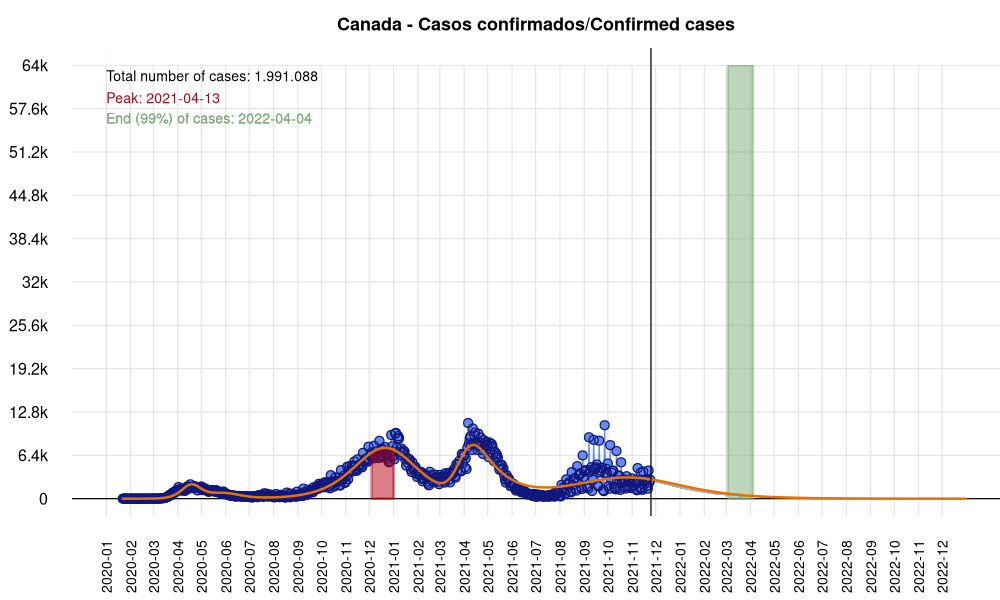 Canada - Casos confirmados/Confirmed cases
Total number of cases: 1.991.088
Peak: 2021-04-13
End (99%) of cases: 2022-04-04
64k
57.6k
51.2k
44.8k
38.4k
32k
25.6k
19.2k
12.8k
6.4k
0
2020-01
2020-02
2020-03
2020-04
2020-05
2020-06
2020-07
2020-08
2020-09
2020-10
2020-11
2020-12
2021-01
2021-02
2021-03
2021-04
2021-05
2021-06
2021-07
2021-08
2021-09
2021-10
2021-11
2021-12
2022-01
2022-02
2022-03
2022-04
2022-05
2022-06
2022-07
2022-08
2022-09
2022-10
2022-11
2022-12